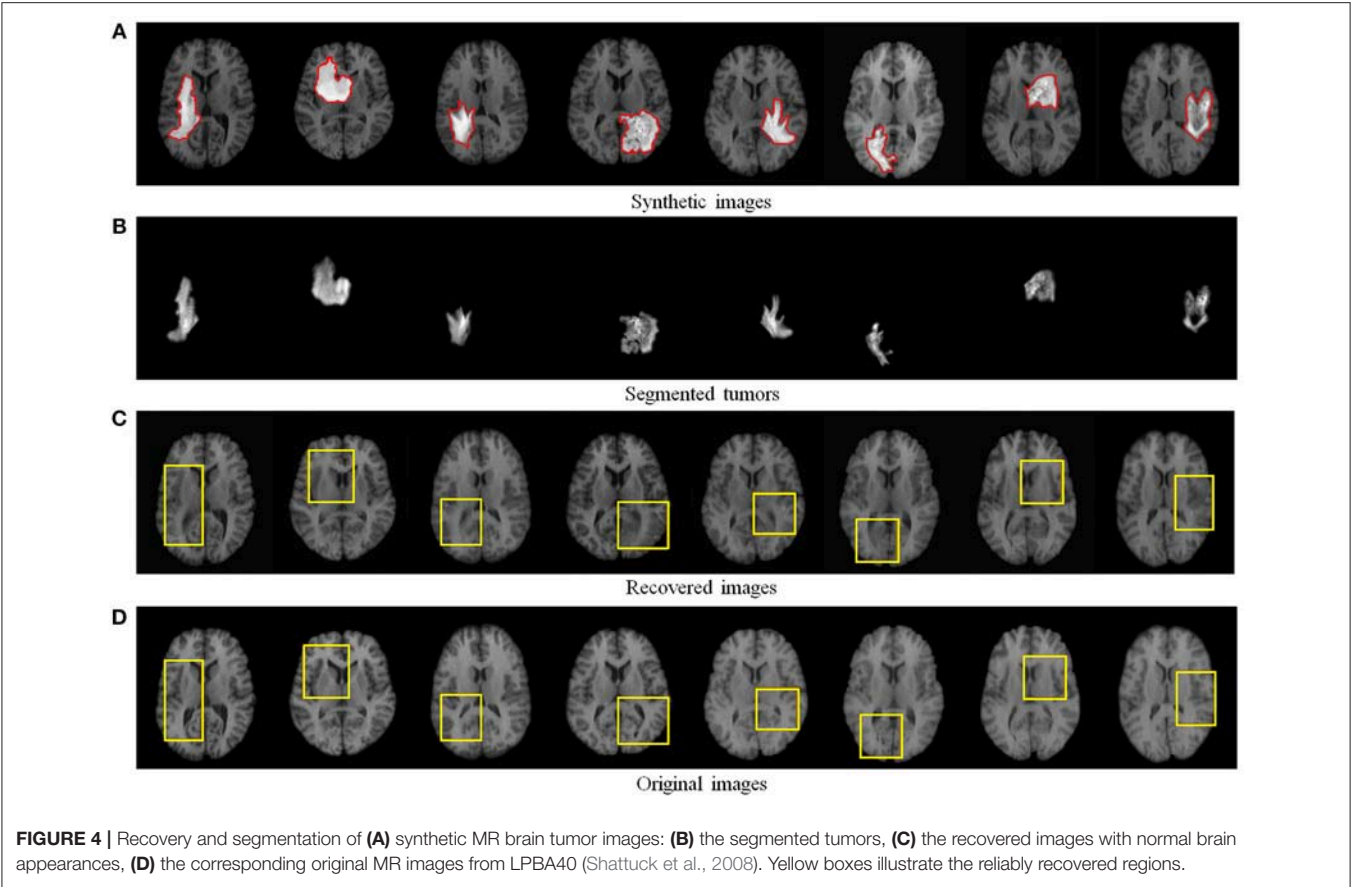 A
Synthetic images
B
Segmented tumors
C
Recovered images
D
Original images
FIGURE 4 | Recovery and segmentation of (A) synthetic MR brain tumor images: (B) the segmented tumors, (C) the recovered images with normal brain
appearances, (D) the corresponding original MR images from LPBA40 (Shattuck et al., 2008). Yellow boxes illustrate the reliably recovered regions.